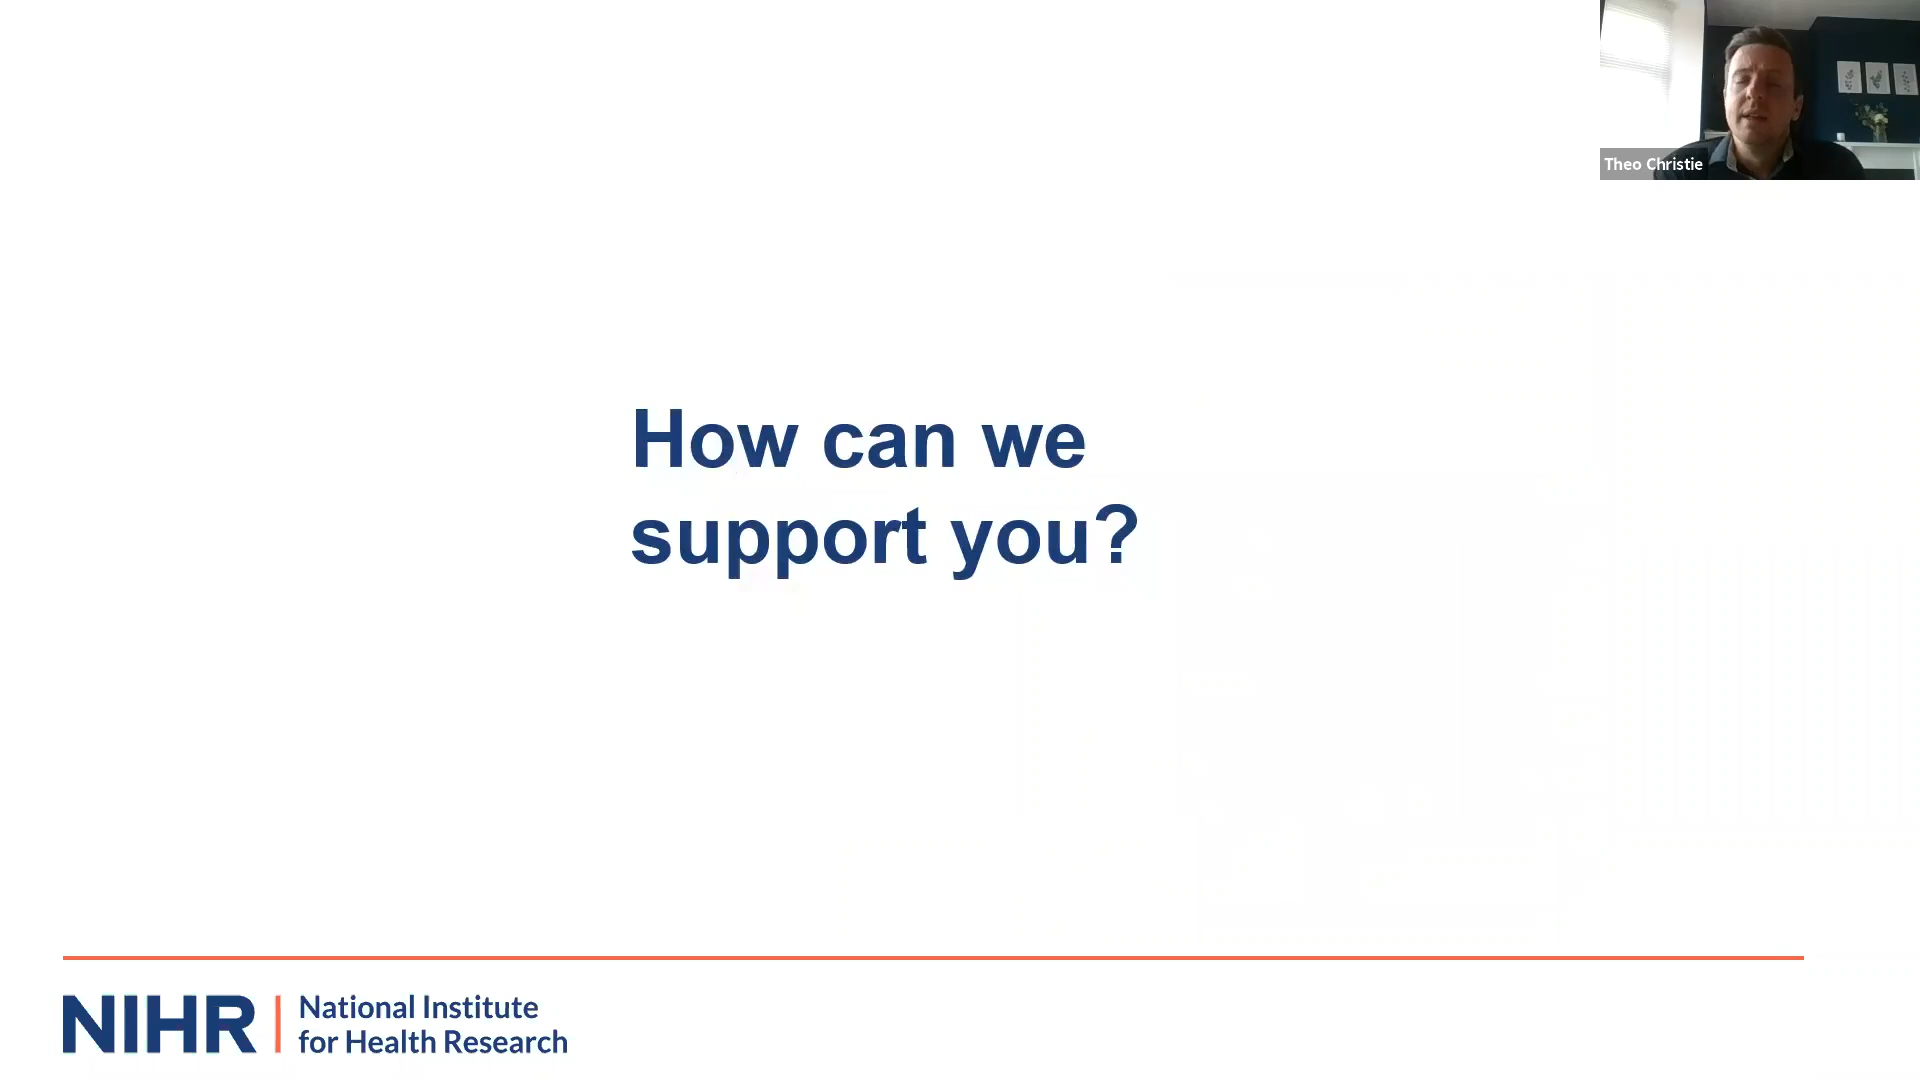 Theo Christie
How can we
support you?
NIHR
National Institute
for Health Research